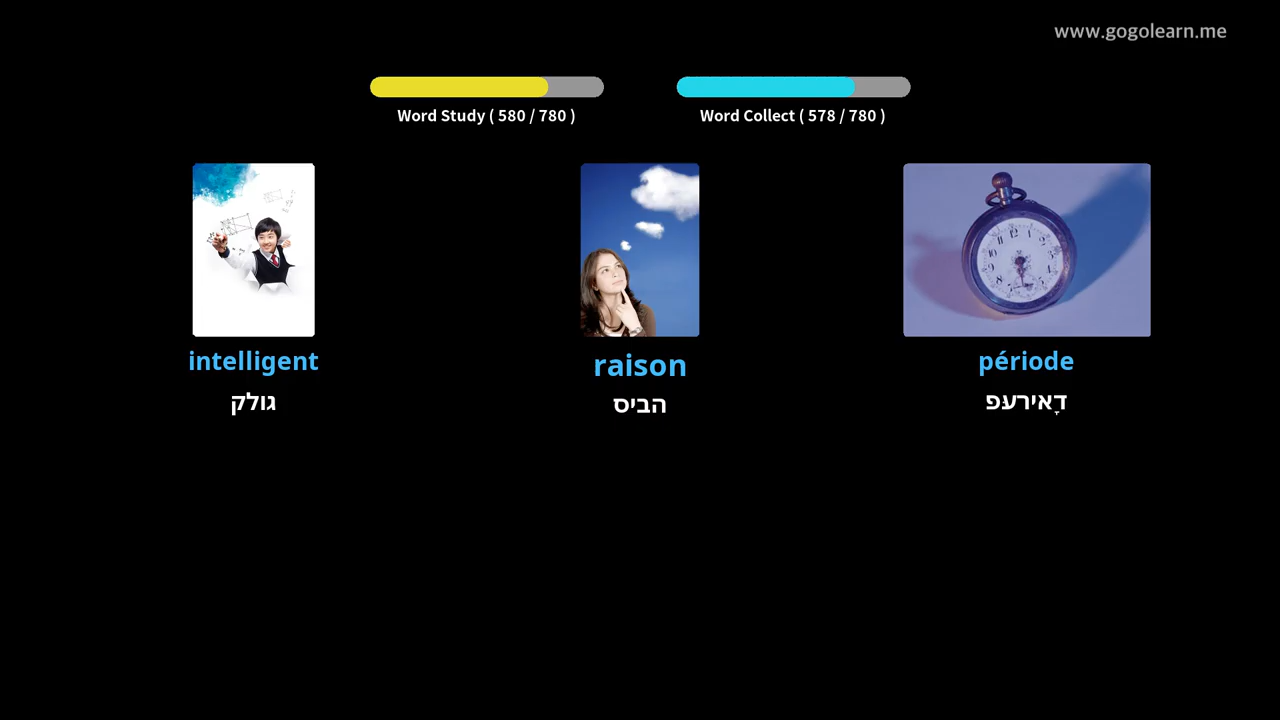 www.gogolearn.me
Word Study ( 580 / 780 )
Word Collect ( 578 / 780 )
intelligent
גולק
raison
הביס
période
דָאירעפ